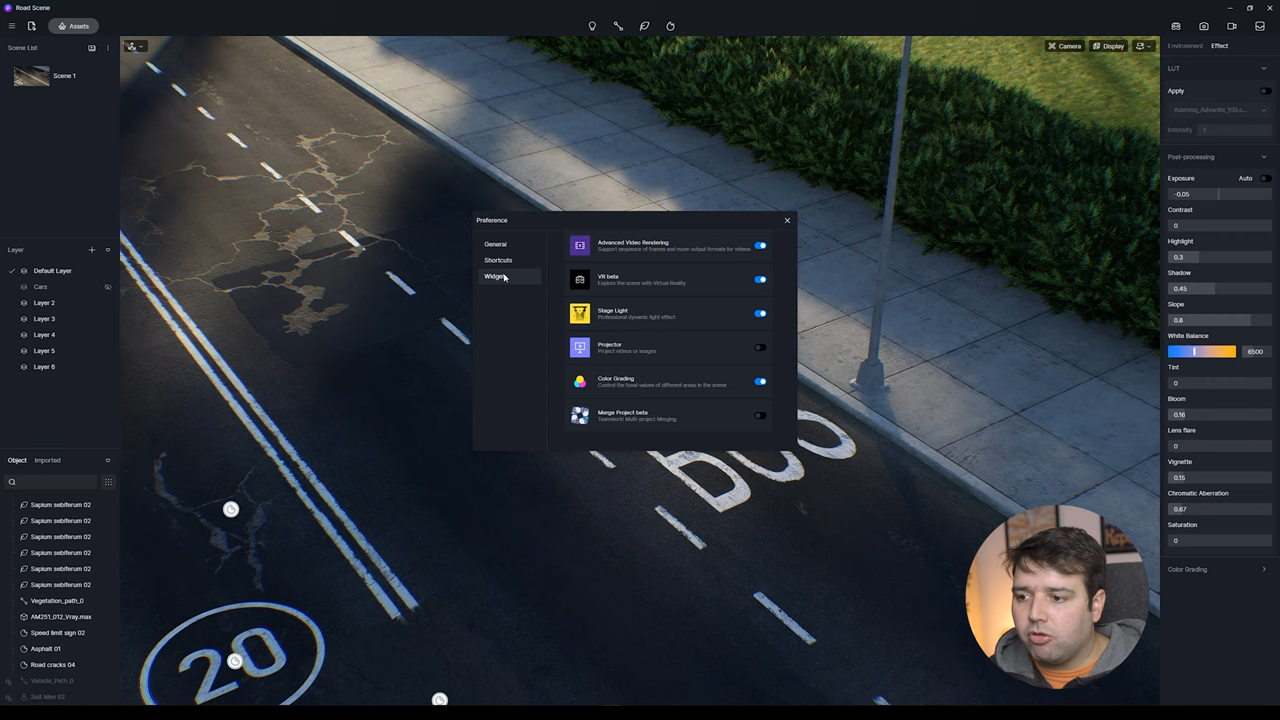 Road Scene
Assets
Scene List
Scene 1
Layer
Default Layer
Cars
Layer 2
Layer 3
Layer 4
Layer 5
Layer 6
Object
Imported
Sapium sebiferum 02
Sapium sebiferum 02
Sapium sebiferum 02
Sapium sebiferum 02
Sapium sebiferum 02
Sapium sebiferum 02
Vegetation_path_0
AM251_012_Vray.max
Speed limit sign 02
Asphalt 01
Road cracks 04
Vehicle_Path_0
Suit Men 02
Camera
Display
Preference
General
Shortcuts
Widgets
Advanced Video Rendering
Support sequence of frames and more output formats for videos
VR beta
Explore the scene with Virtual Reality
Stage Light
Professional dynamic light effect
Projector
Project videos or images
Color Grading
Control the tonal values of different areas in the scene
Merge Project beta
Teamwork! Multi-project Merging
20
Environment
Effect
LUT
Apply
Intensity
1
Post-processing
Exposure
Auto
-0.05
Contrast
0
Highlight
0.3
Shadow
0.45
Slope
0.8
White Balance
6500
Tint
0
Bloom
0.16
Lens flare
0
Vignette
0.15
Chromatic Aberration
0.67
Saturation
0
Color Grading